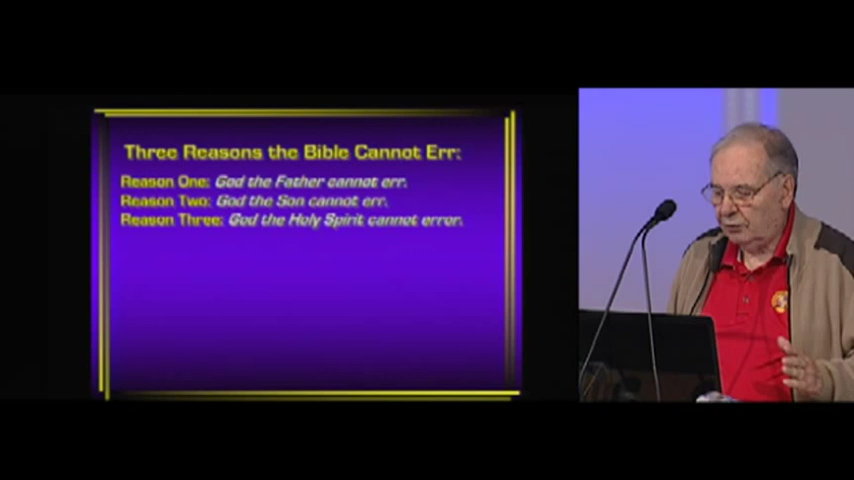 Three Reasons the Bible Cannot Err:
Reason One: God the Father cannot err.
Reason Two: God the Son cannot err.
Reason Three: God the Holy Spirit cannot error.